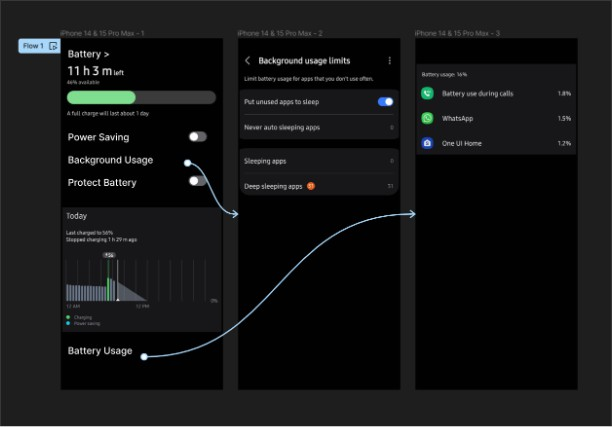 iPhone 14 & 15 Pro Max – 1
iPhone 14 & 15 Pro Max – 2
iPhone 14 & 15 Pro Max – 3
Flow 1
Battery >
11 h 3 m left
46% available
A full charge will last about 1 day
Power Saving
Background Usage
Protect Battery
Today
Last charged to 56%
Stopped charging 1 h 29 m ago
12 AM
12 PM
0%
Charging
Power saving
Battery Usage
Background usage limits
Limit battery usage for apps that you don't use often.
Put unused apps to sleep
Never auto sleeping apps
0
Sleeping apps
0
Deep sleeping apps
Battery usage: 16%
Battery use during calls
1.8%
WhatsApp
1.5%
One UI Home
1.2%